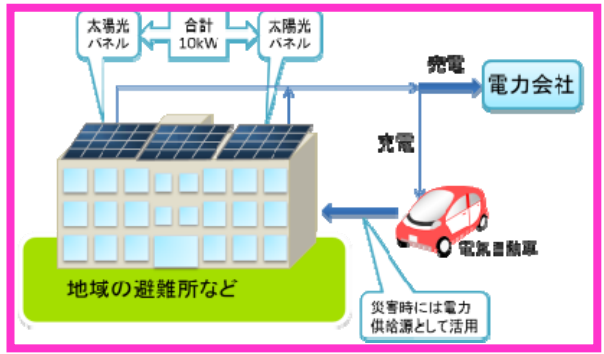 太陽光
パネル
合計
10kW
太陽光
パネル
売電
電力会社
充電
電気自動車
地域の避難所など
災害時には電力
供給源として活用